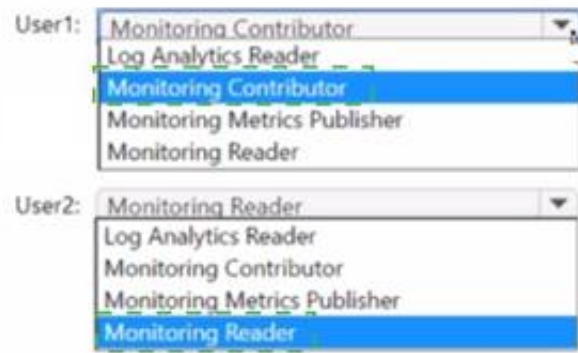 User1: Monitoring Contributor
Log Analytics Reader
Monitoring Contributor
Monitoring Metrics Publisher
Monitoring Reader
User2: Monitoring Reader
Log Analytics Reader
Monitoring Contributor
Monitoring Metrics Publisher
Monitoring Reader